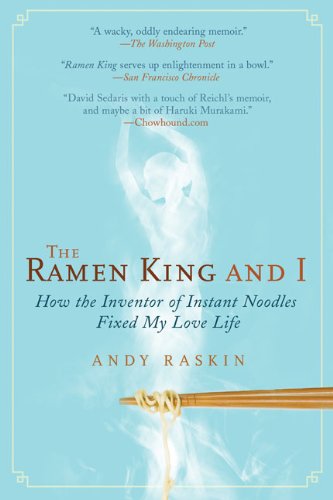 “A wacky, oddly endearing memoir.”
—The Washington Post
“Ramen King serves up enlightenment in a bowl.”
—San Francisco Chronicle
“David Sedaris with a touch of Reichl’s memoir,
and maybe a bit of Haruki Murakami.”
—Chowhound.com
THE
RAMEN KING AND I
How the Inventor of Instant Noodles
Fixed My Love Life
ANDY RASKIN